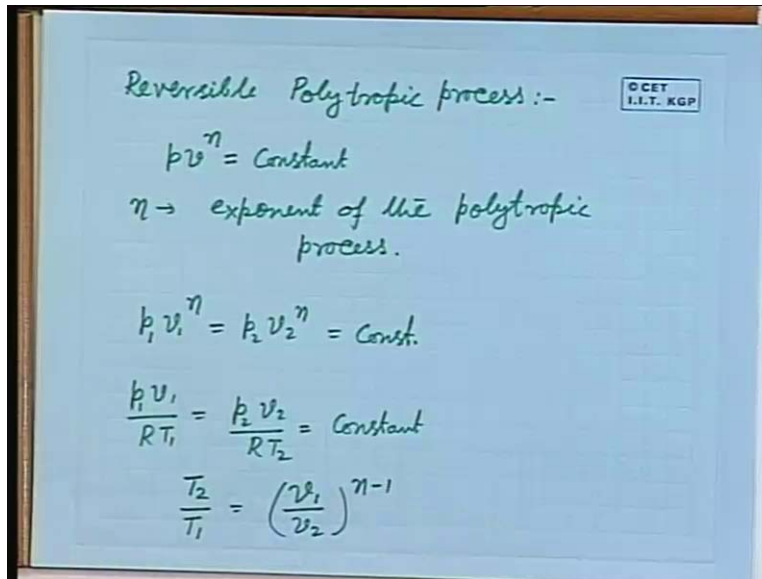 Reversible Polytropic process:-
© CET
I.I.T. KGP
pv^n = Constant
n → exponent of the polytropic
process.
p₁v₁^n = p₂v₂^n = Const.
p₁v₁/RT₁ = p₂v₂/RT₂ = Constant
T₂/T₁ = (v₁/v₂)^n-1